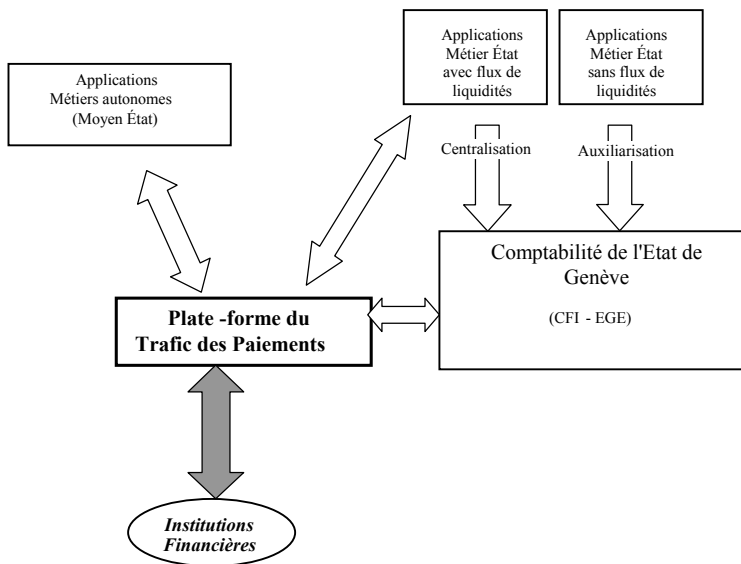 Applications
Métiers autonomes
(Moyen État)
Applications
Métier État
avec flux de
liquidités
Applications
Métier État
sans flux de
liquidités
Centralisation
Auxiliarisation
Comptabilité de l'Etat de
Genève
(CFI - EGE)
Plate -forme du
Trafic des Paiements
Institutions
Financières